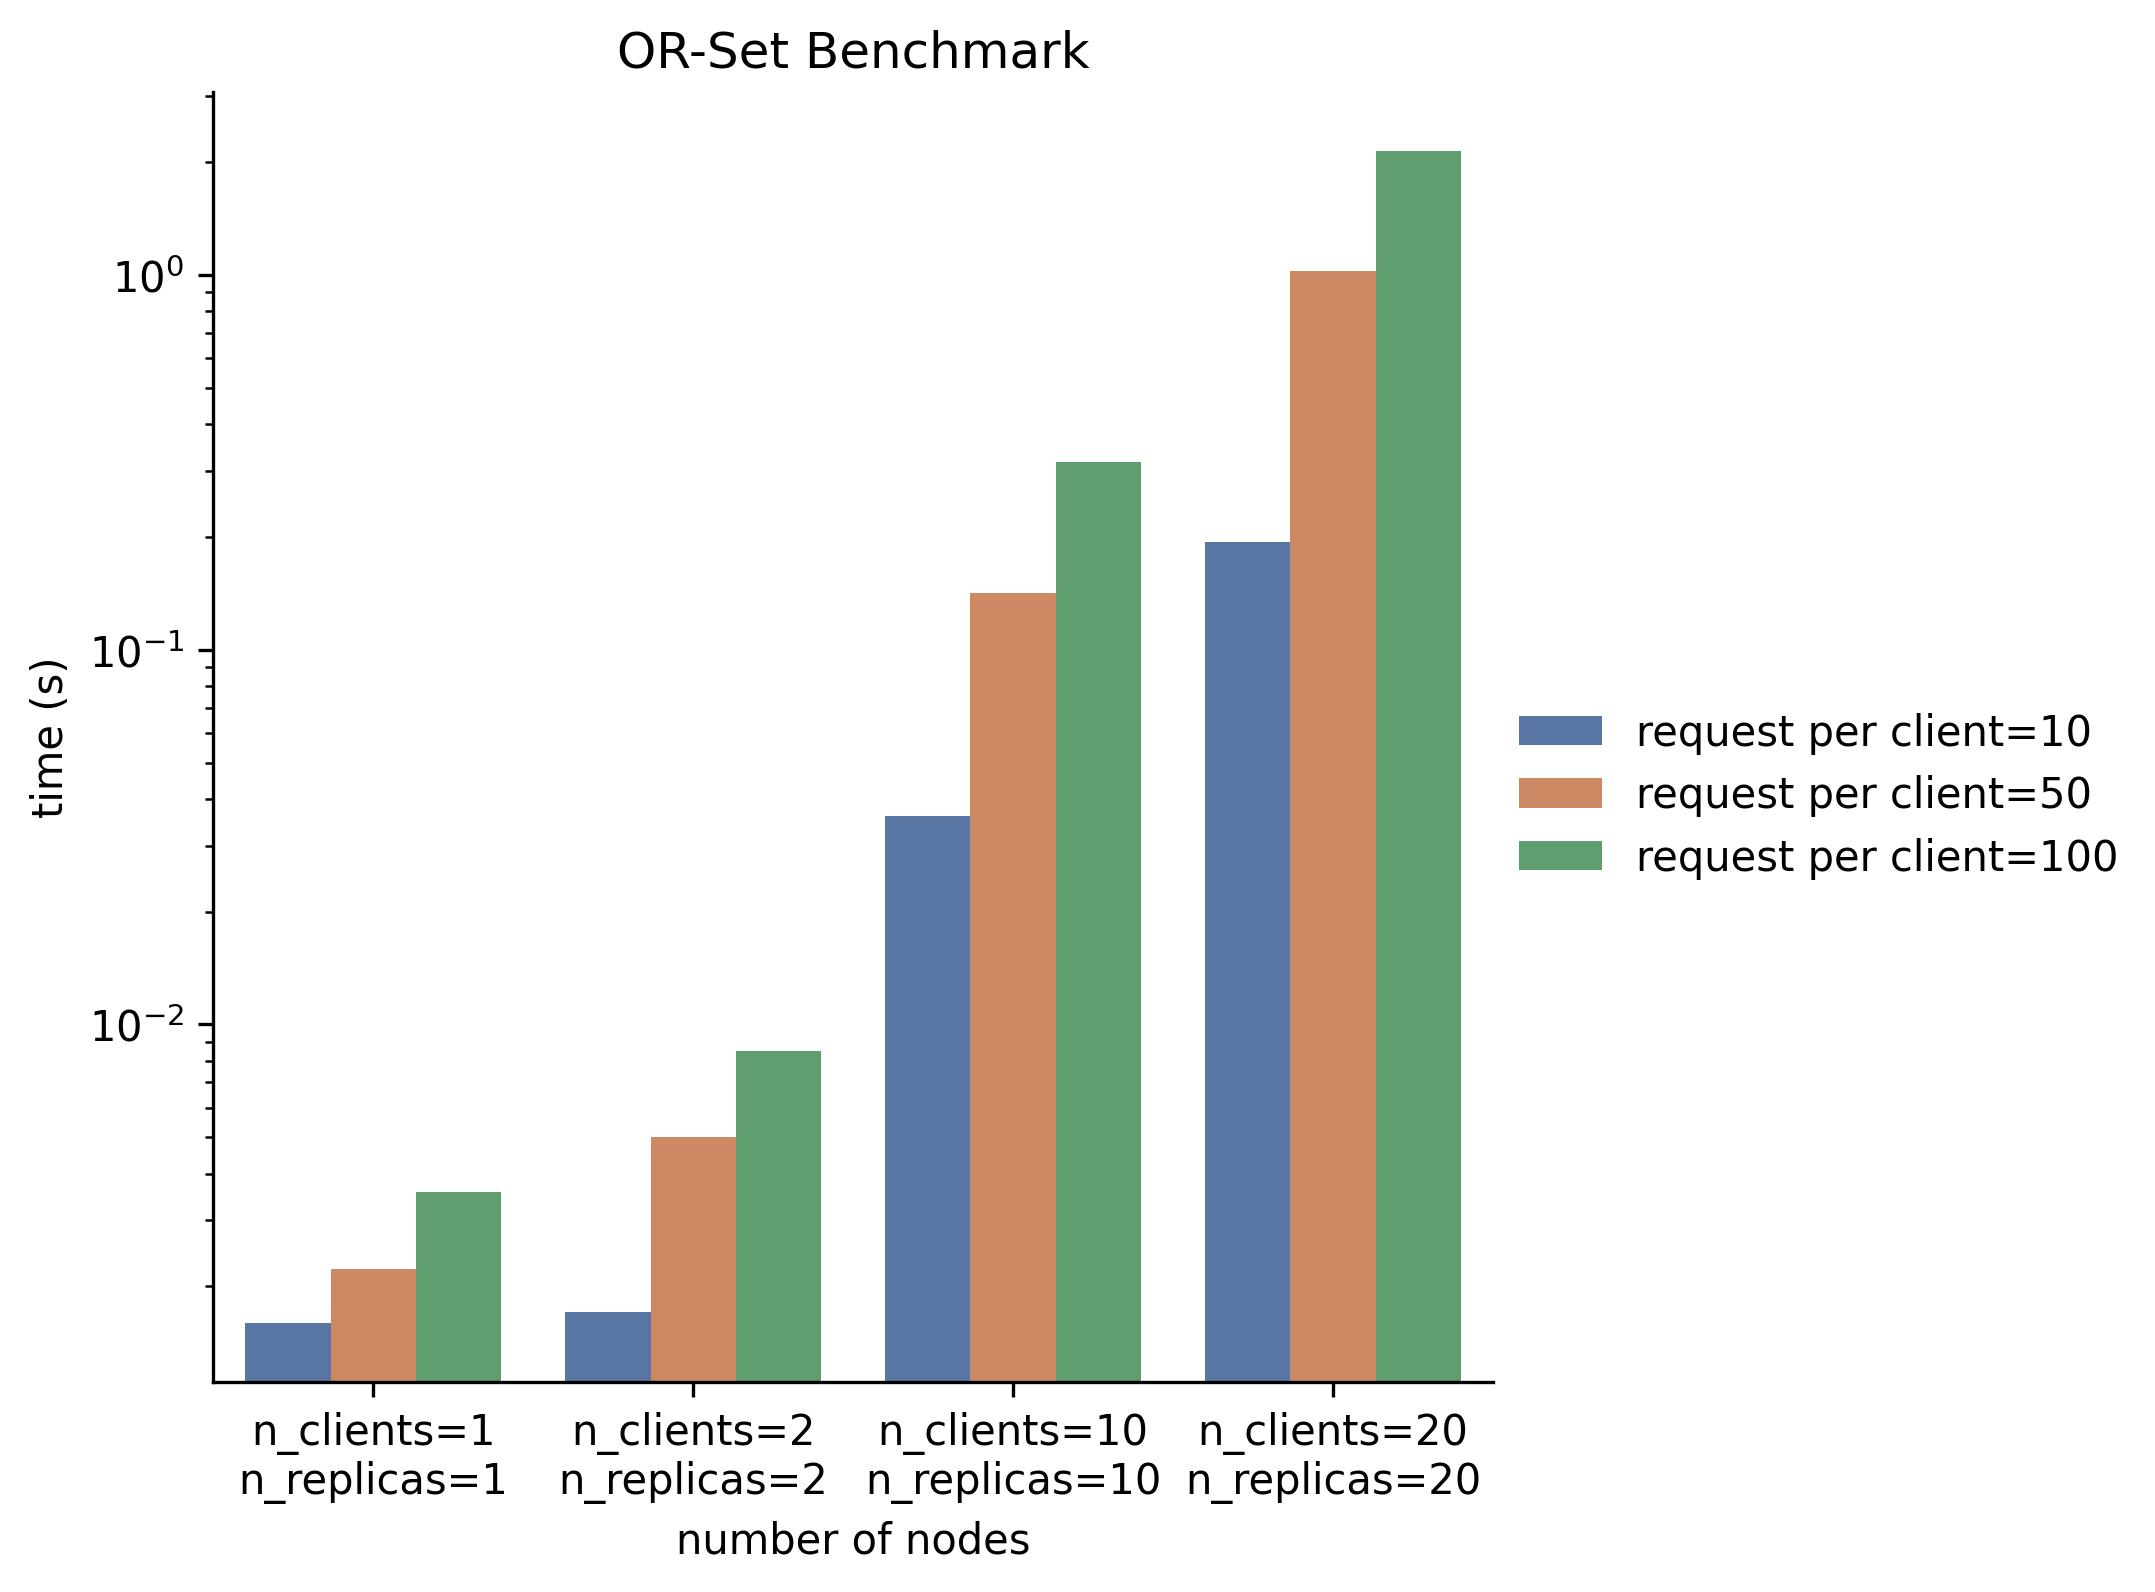 OR-Set Benchmark
10⁰
10⁻¹
10⁻²
time (s)
n_clients=1
n_replicas=1
n_clients=2
n_replicas=2
n_clients=10
n_replicas=10
n_clients=20
n_replicas=20
number of nodes
request per client=10
request per client=50
request per client=100